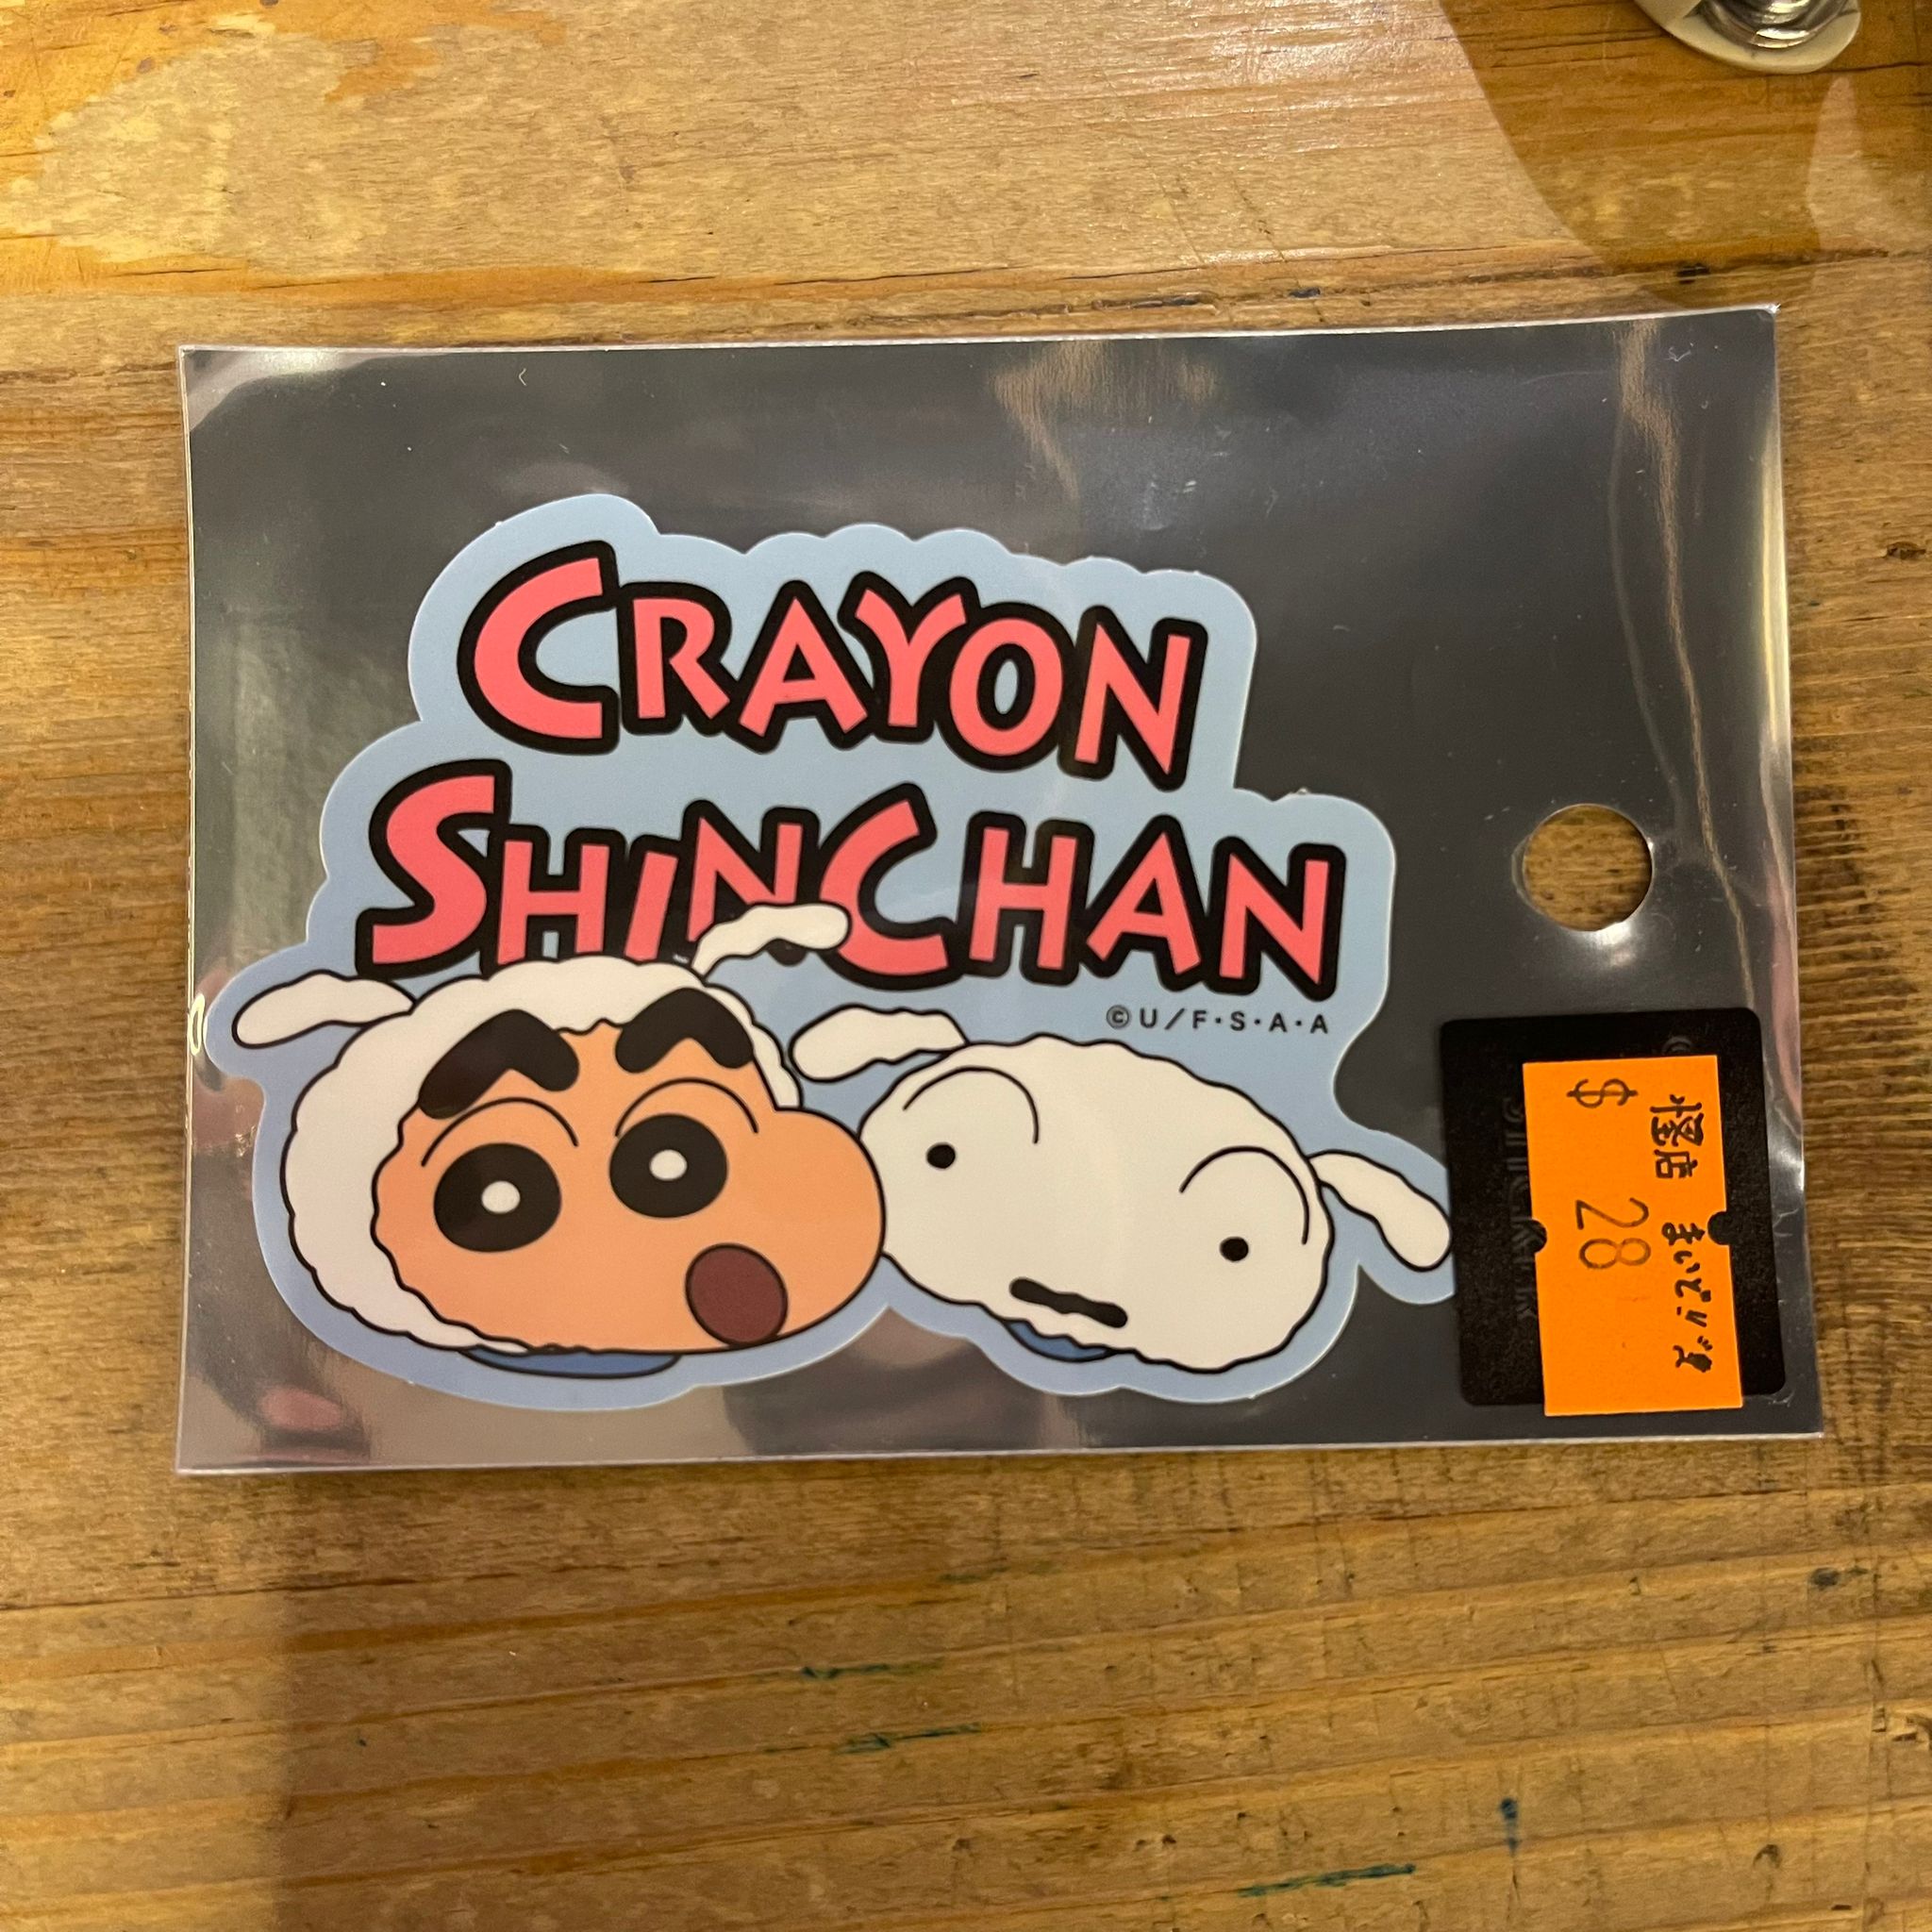 CRAYON
SHINCHAN
©U/F・S・A・A
$ 28